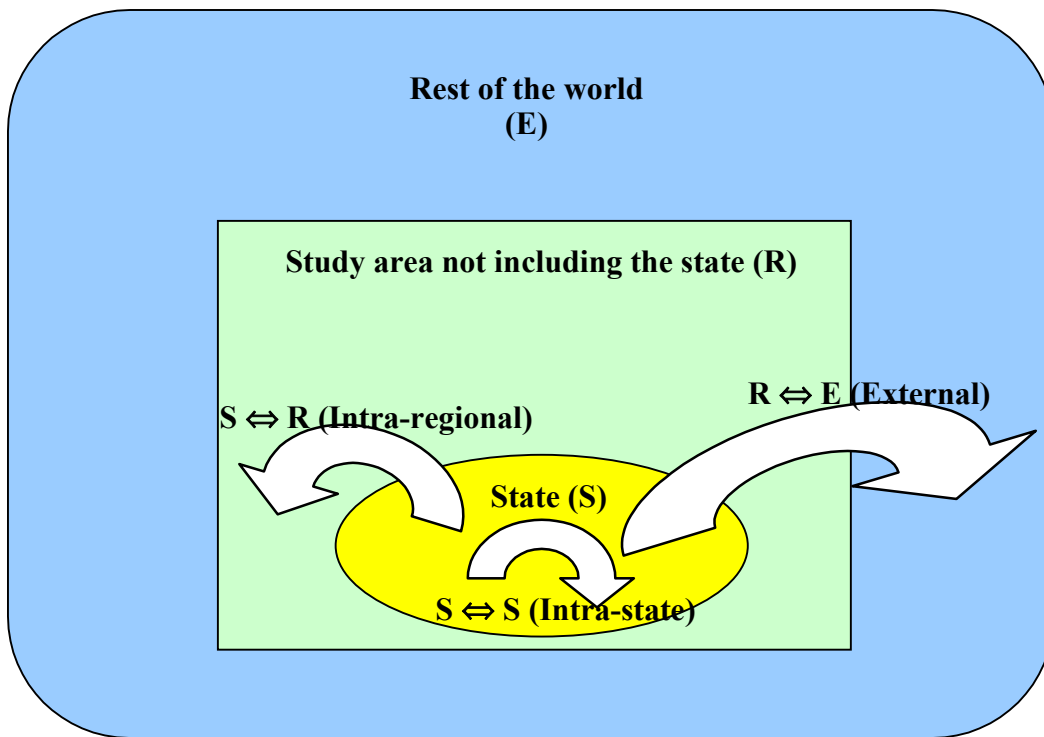 Rest of the world
(E)
Study area not including the state (R)
R ⇔ E (External)
S ⇔ R (Intra-regional)
State (S)
S ⇔ S (Intra-state)